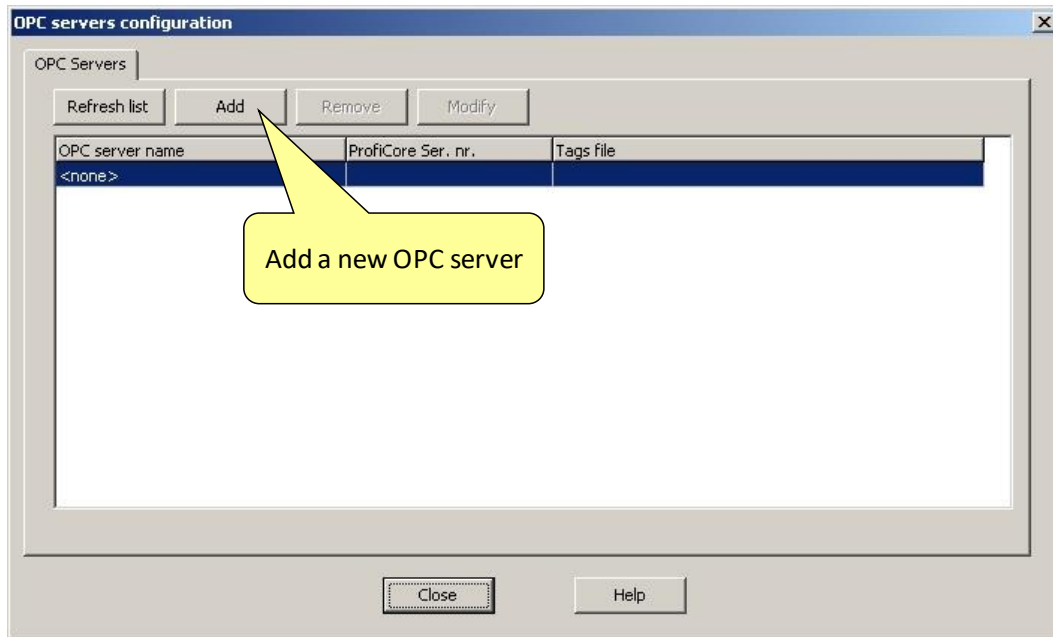 OPC servers configuration
OPC Servers
Refresh list Add Remove Modify
OPC server name ProfiCore Ser. nr. Tags file
<none>
Add a new OPC server
Close Help